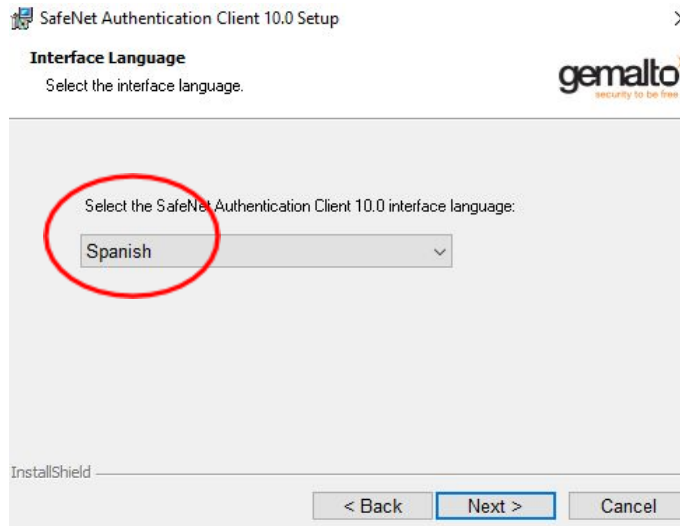 SafeNet Authentication Client 10.0 Setup
Interface Language
Select the interface language.
gemalto
security to be free
Select the SafeNet Authentication Client 10.0 interface language:
Spanish
InstallShield
< Back
Next >
Cancel